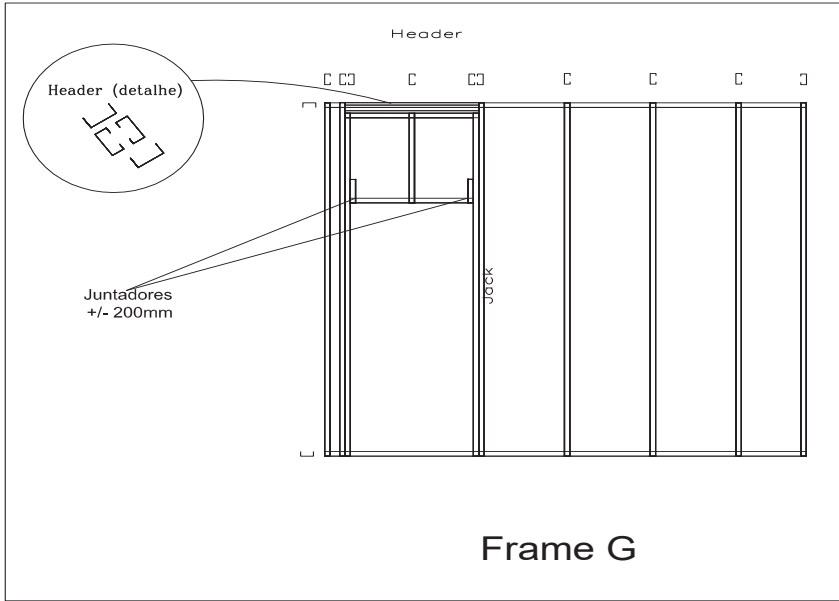 Header
Header (detalhe)
Jack
Juntadores
+/- 200mm
Frame G